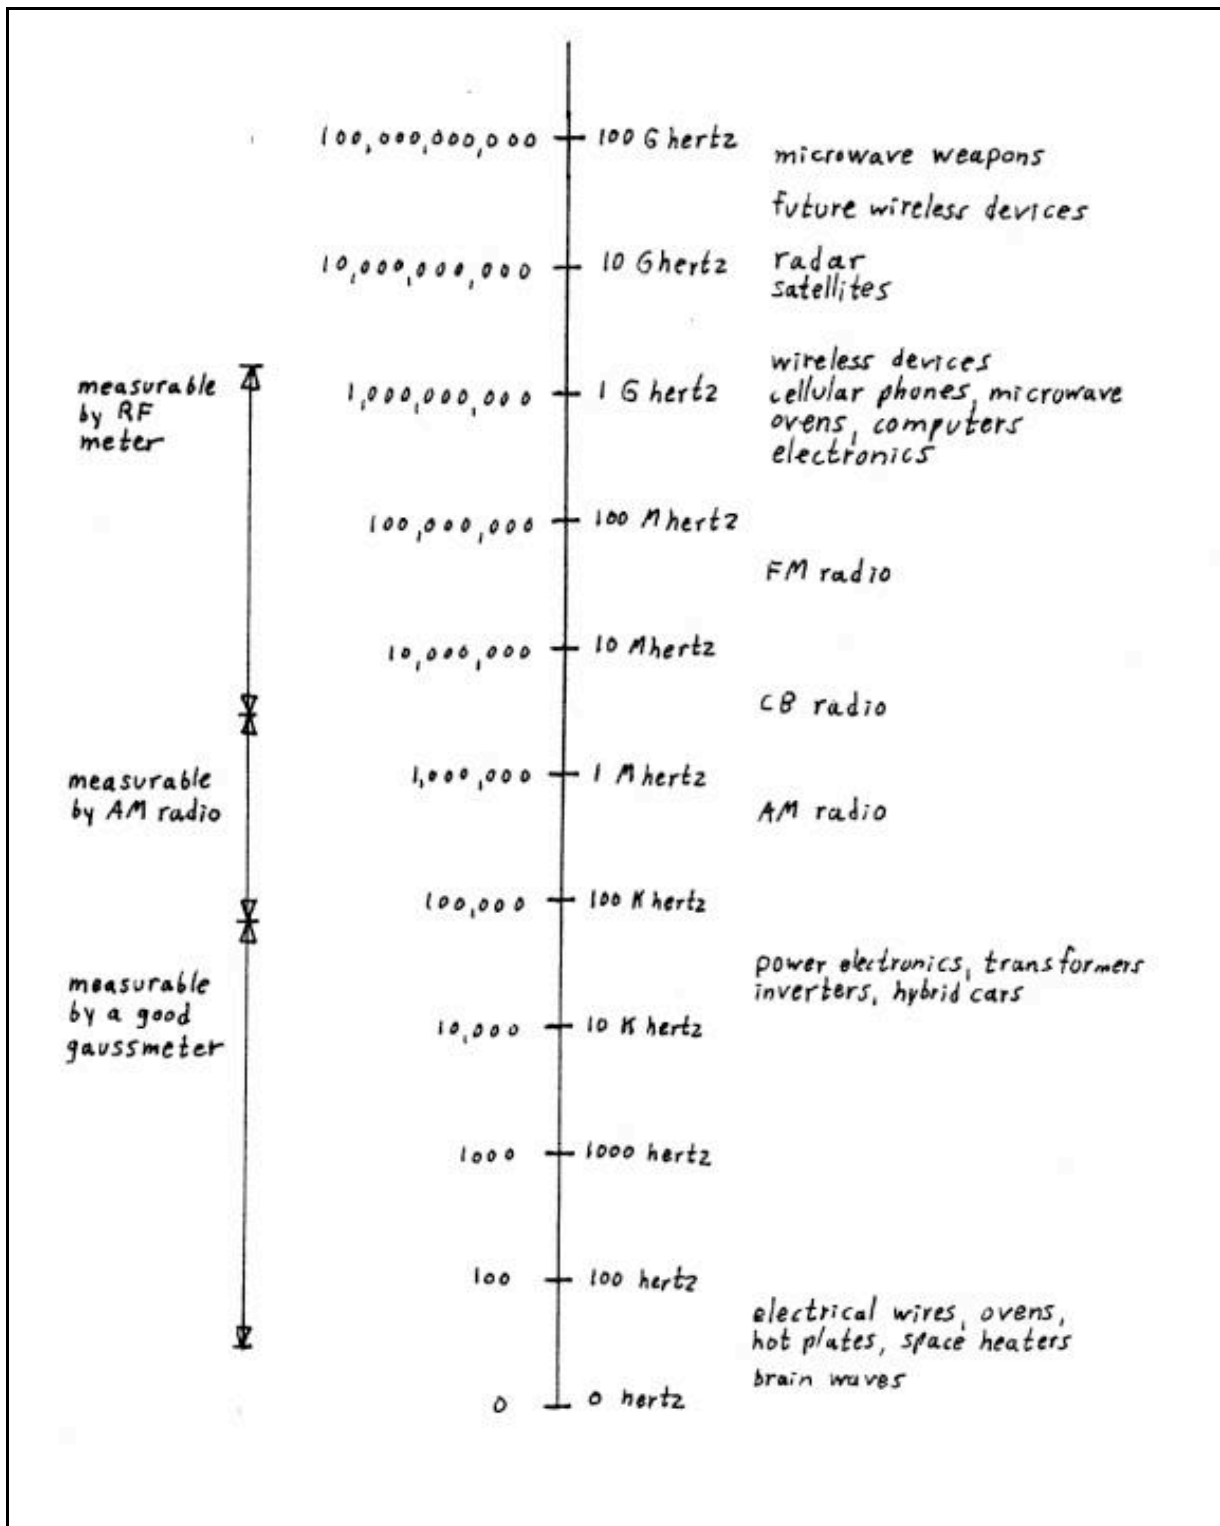 100,000,000,000 100 G hertz
microwave weapons
future wireless devices
10,000,000,000 10 G hertz
radar
satellites
measurable
by RF
meter
1,000,000,000 1 G hertz
wireless devices
cellular phones, microwave
ovens, computers
electronics
100,000,000 100 M hertz
FM radio
10,000,000 10 M hertz
CB radio
measurable
by AM radio
1,000,000 1 M hertz
AM radio
100,000 100 K hertz
power electronics, transformers
inverters, hybrid cars
measurable
by a good
gaussmeter
10,000 10 K hertz
1000 1000 hertz
100 100 hertz
electrical wires, ovens,
hot plates, space heaters
brain waves
0 0 hertz